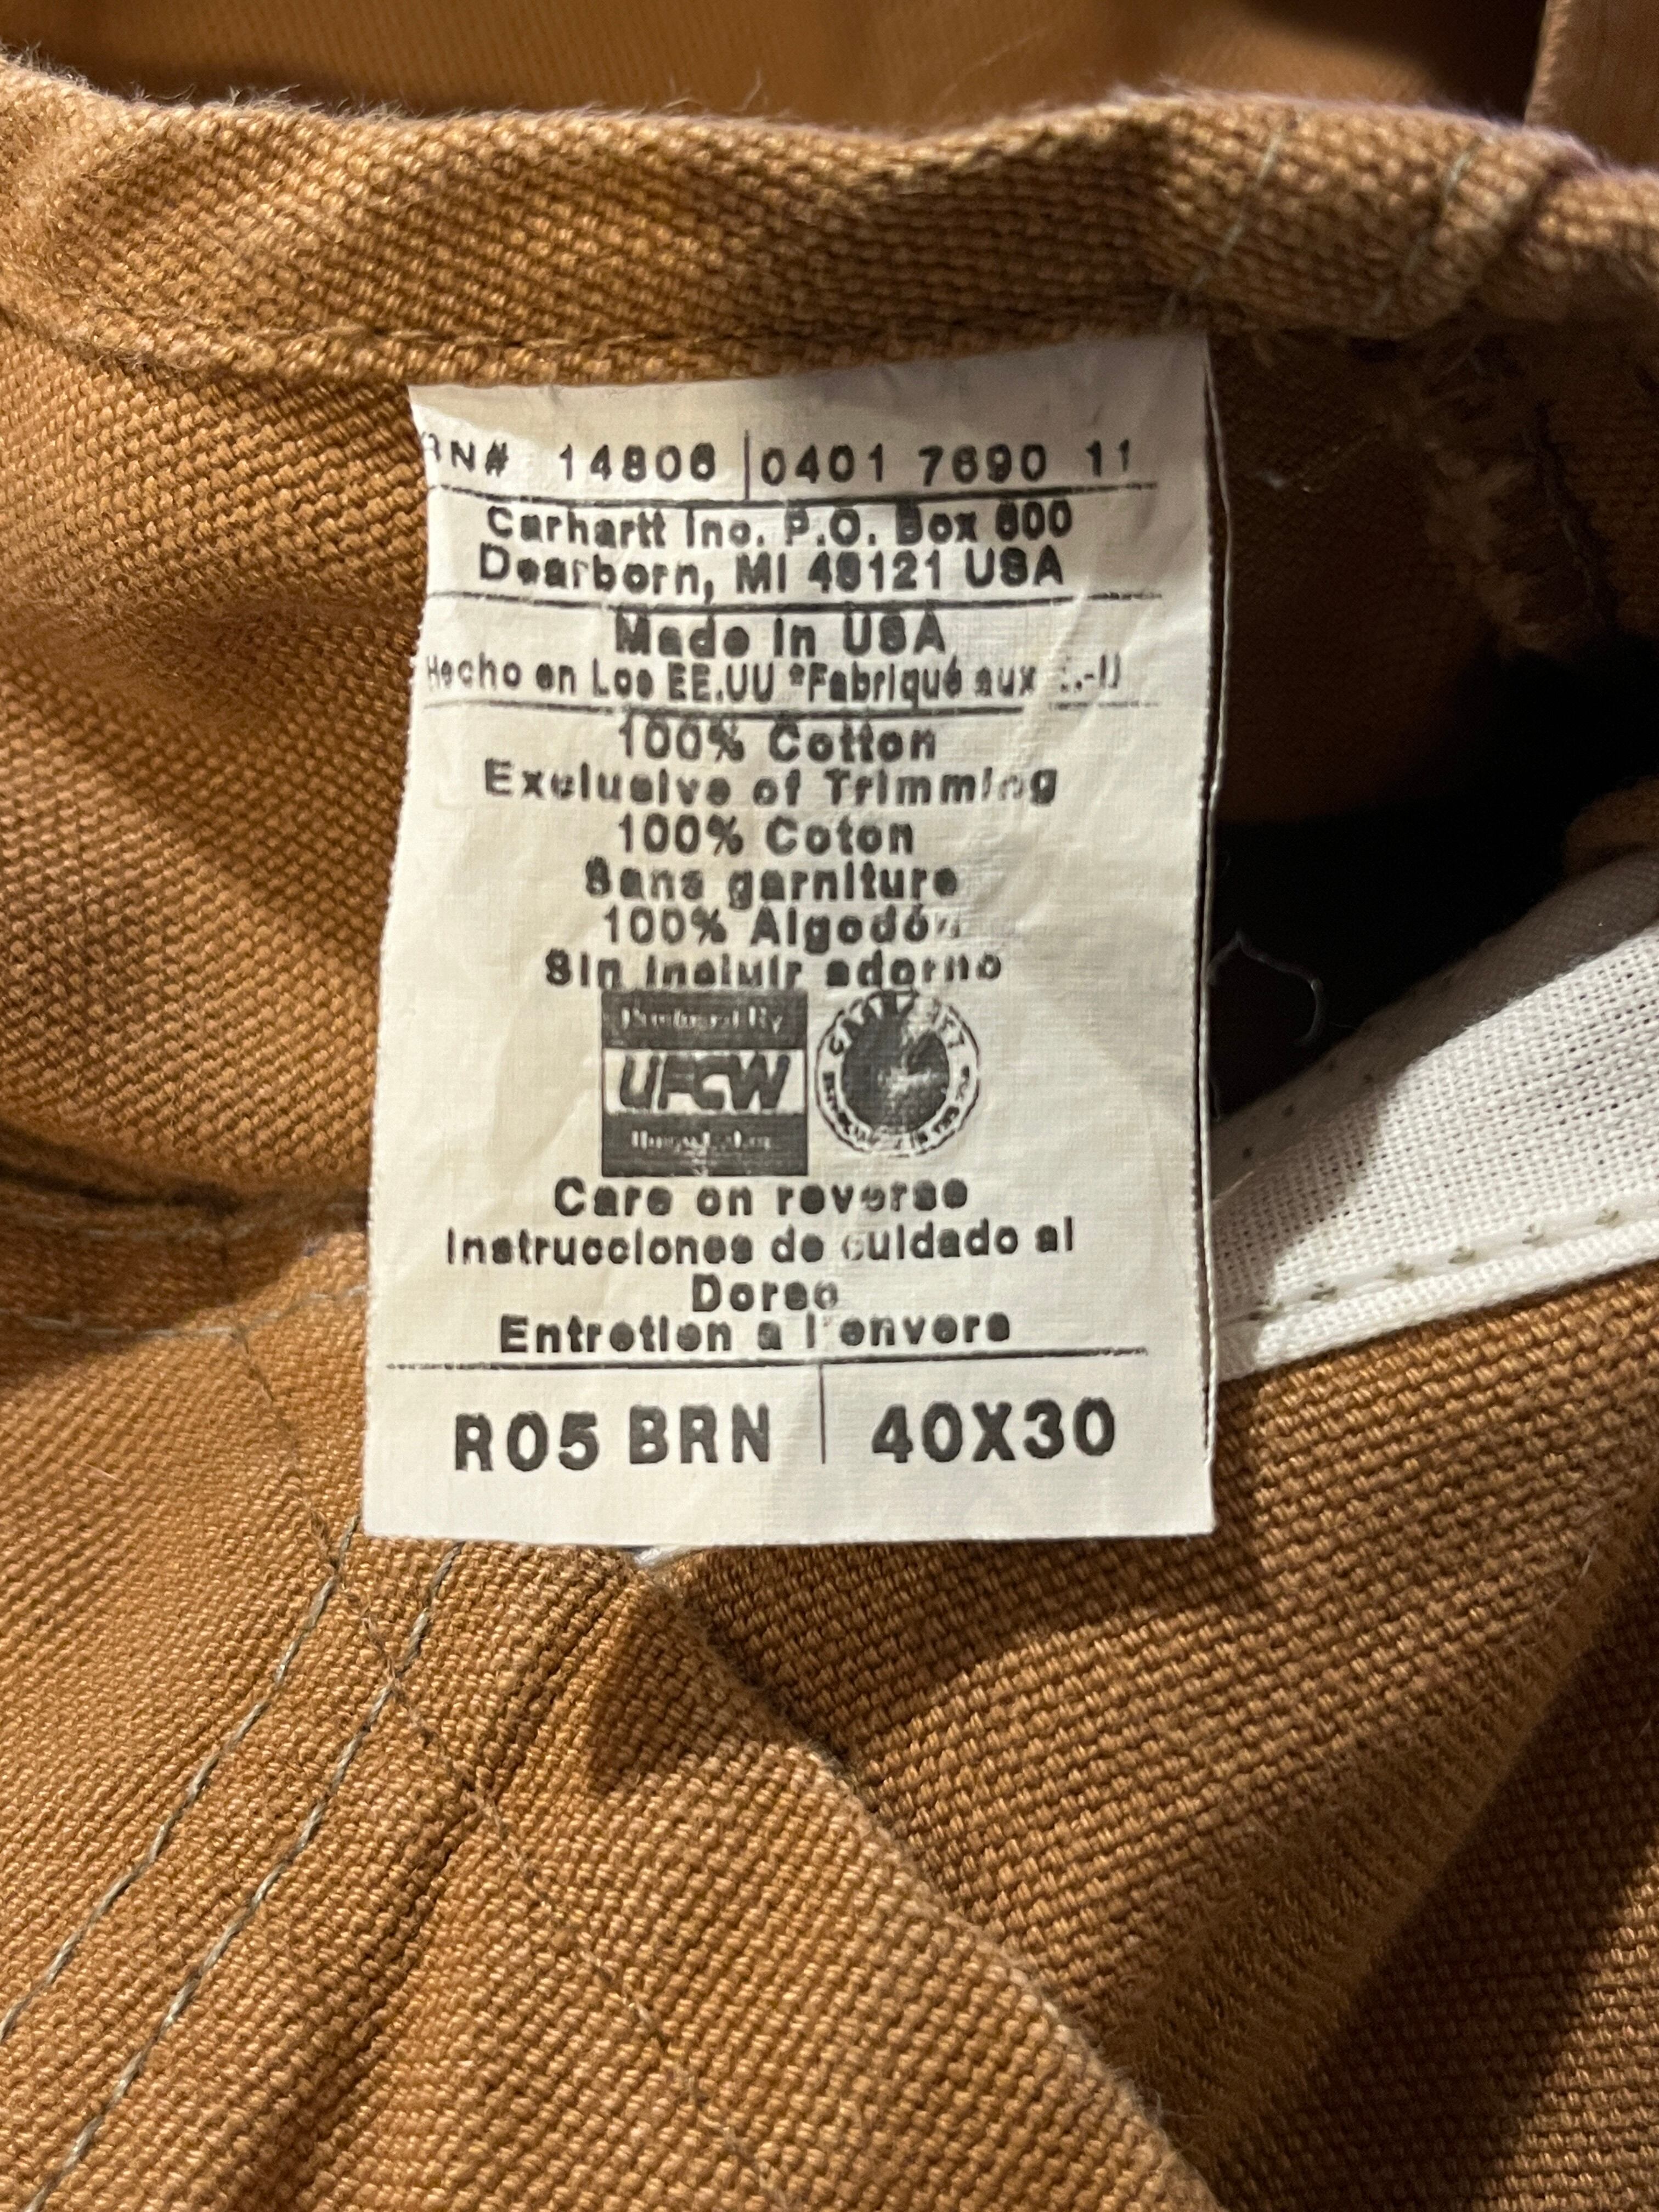 RN# 14806 0401 7690 11
Carhartt Inc. P.O. Box 600
Dearborn, MI 48121 USA
Made in USA
Hecho en Los EE.UU *Fabriqué aux
100% Cotton
Exclusive of Trimming
100% Coton
Sans garniture
100% Algodón
Sin incluir adorno
UFCW
Care on reverse
Instrucciones de cuidado al
Dorso
Entretien a l'envers
R05 BRN 40X30